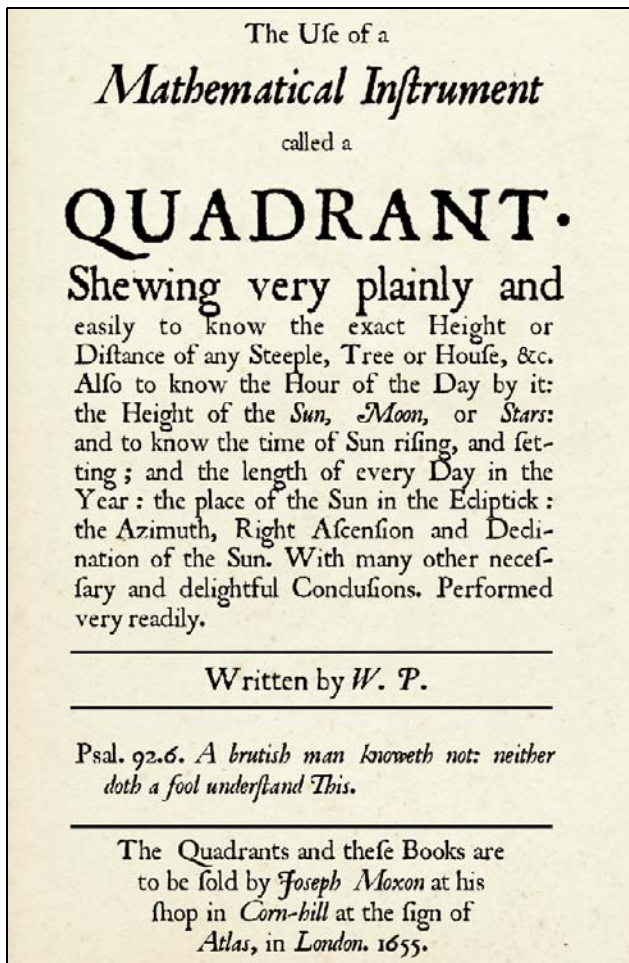 The Uſe of a
Mathematical Inſtrument
called a
QUADRANT.
Shewing very plainly and
easily to know the exact Height or
Diſtance of any Steeple, Tree or Houſe, &c.
Alſo to know the Hour of the Day by it:
the Height of the Sun, Moon, or Stars:
and to know the time of Sun riſing, and ſet-
ting ; and the length of every Day in the
Year : the place of the Sun in the Ecliptick :
the Azimuth, Right Aſcenſion and Decli-
nation of the Sun. With many other neceſ-
ſary and delightful Concluſions. Performed
very readily.
Written by W. P.
Psal. 92.6. A brutish man knoweth not: neither
doth a fool underſtand This.
The Quadrants and theſe Books are
to be ſold by Joseph Moxon at his
ſhop in Corn-hill at the ſign of
Atlas, in London. 1655.